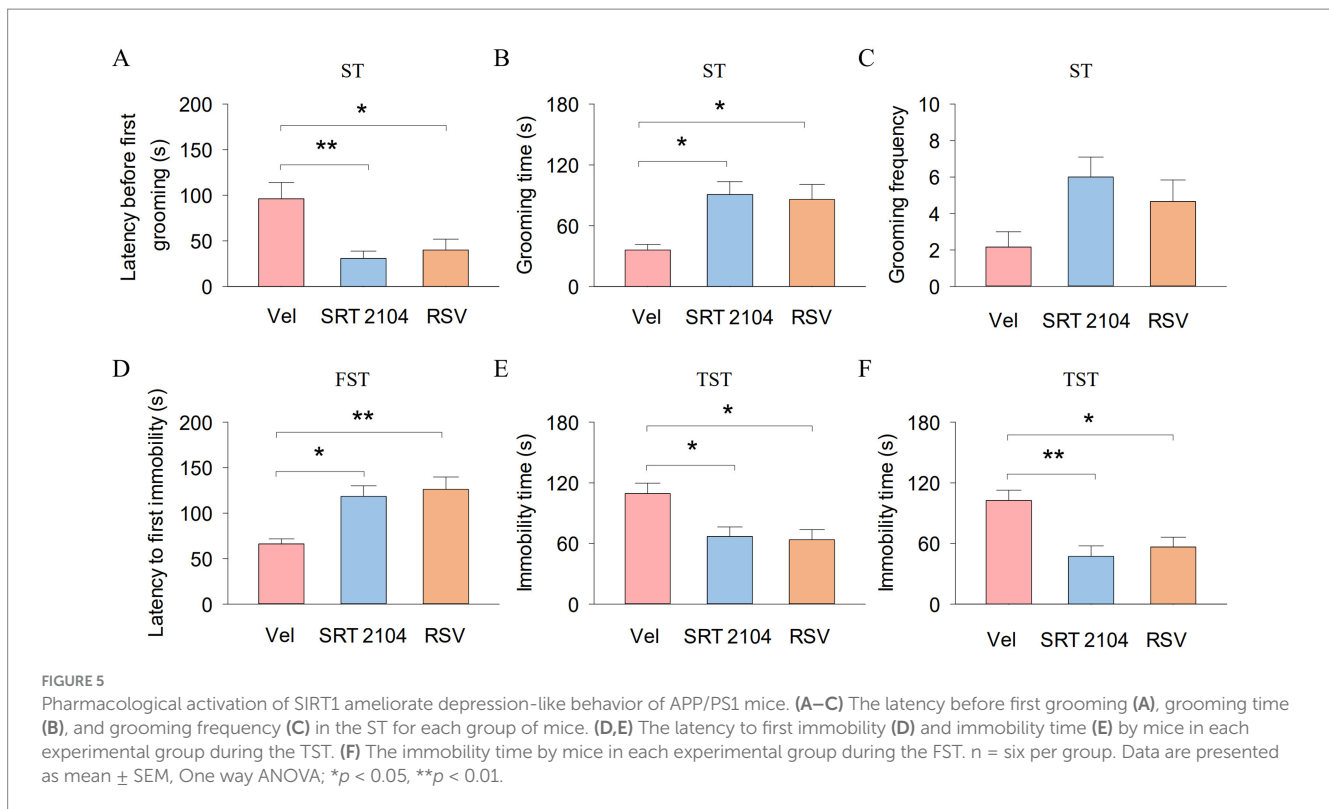 A
ST
Latency before first
grooming (s)
200
150
100
50
0
*
**
Vel SRT 2104 RSV
B
ST
Grooming time (s)
180
120
60
0
*
*
Vel SRT 2104 RSV
C
ST
Grooming frequency
10
8
6
4
2
0
Vel SRT 2104 RSV
D
FST
Latency to first immobility (s)
200
150
100
50
0
**
*
Vel SRT 2104 RSV
E
TST
Immobility time (s)
180
120
60
0
*
*
Vel SRT 2104 RSV
F
TST
Immobility time (s)
180
120
60
0
*
**
Vel SRT 2104 RSV
FIGURE 5
Pharmacological activation of SIRT1 ameliorate depression-like behavior of APP/PS1 mice. (A–C) The latency before first grooming (A), grooming time
(B), and grooming frequency (C) in the ST for each group of mice. (D,E) The latency to first immobility (D) and immobility time (E) by mice in each
experimental group during the TST. (F) The immobility time by mice in each experimental group during the FST. n = six per group. Data are presented
as mean ± SEM, One way ANOVA; *p < 0.05, **p < 0.01.